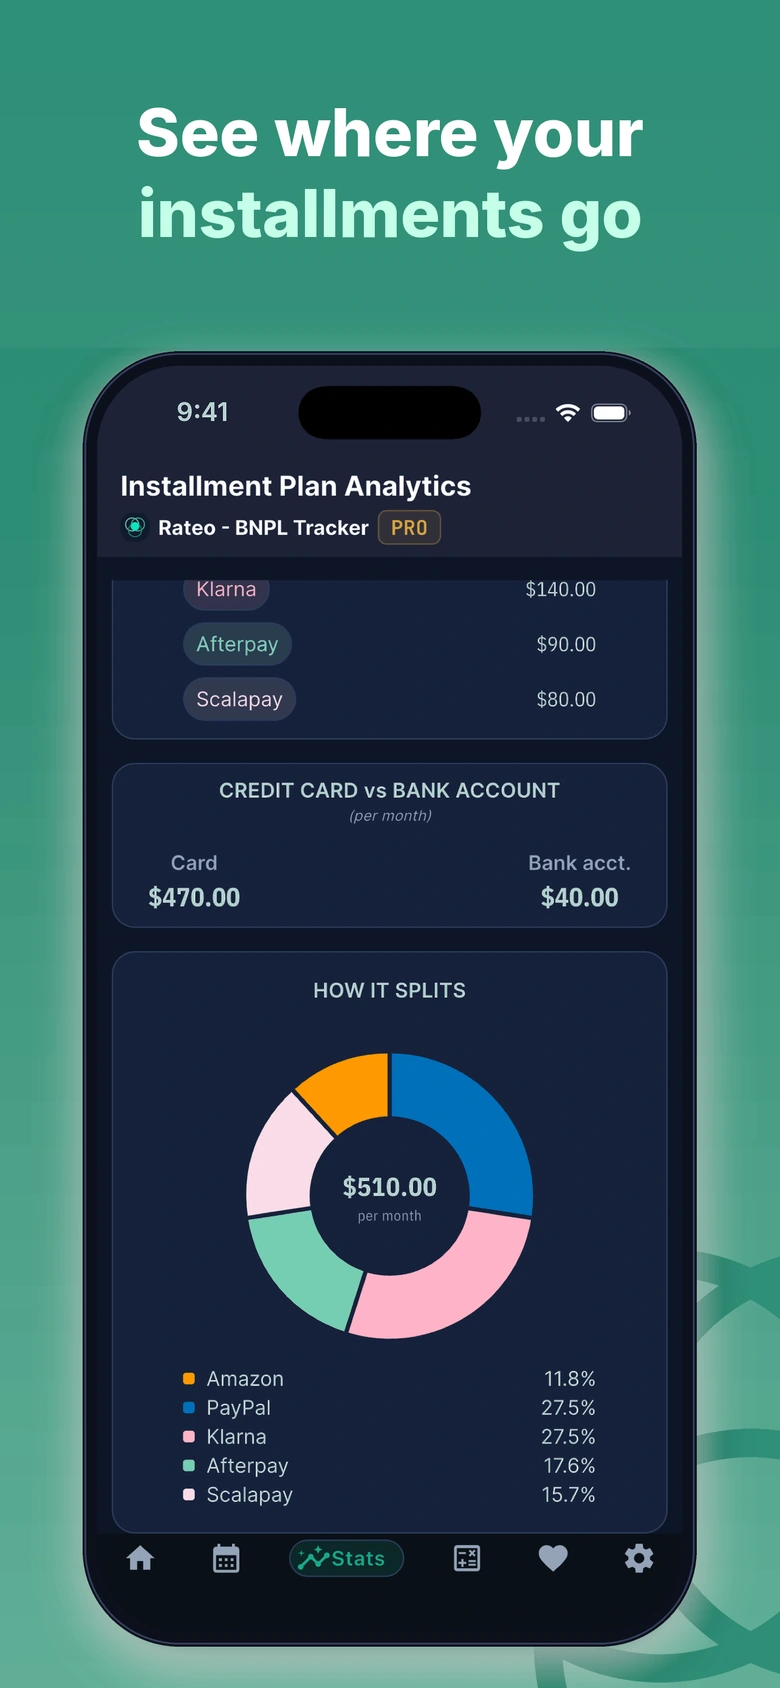 See where your
installments go
9:41
Installment Plan Analytics
Rateo - BNPL Tracker PRO
Klarna $140.00
Afterpay $90.00
Scalapay $80.00
CREDIT CARD vs BANK ACCOUNT
(per month)
Card Bank acct.
$470.00 $40.00
HOW IT SPLITS
$510.00
per month
Amazon 11.8%
PayPal 27.5%
Klarna 27.5%
Afterpay 17.6%
Scalapay 15.7%
Stats